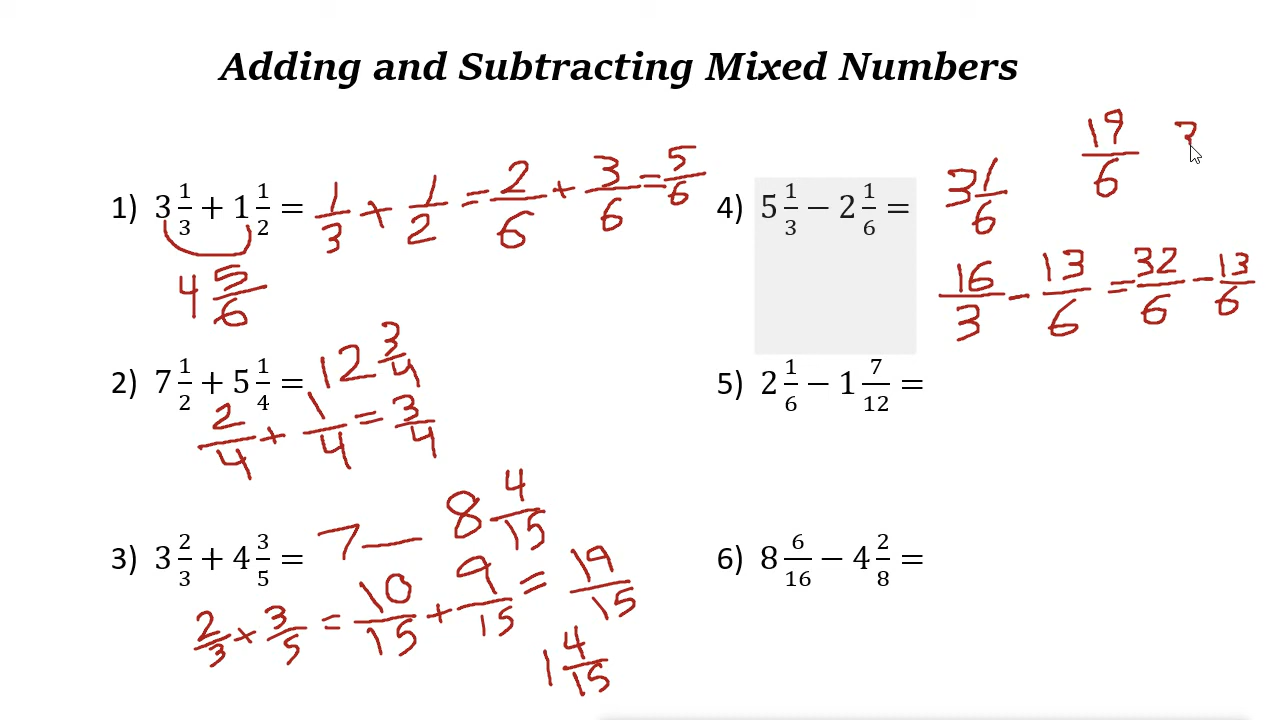 Adding and Subtracting Mixed Numbers
1) 3 1/3 + 1 1/2 = 1/3 + 1/2 = 2/6 + 3/6 = 5/6
4 5/6
2) 7 1/2 + 5 1/4 = 12 3/4
2/4 + 1/4 = 3/4
3) 3 2/3 + 4 3/5 = 7 — 8 4/15
2/3 + 3/5 = 10/15 + 9/15 = 19/15
1 4/15
4) 5 1/3 − 2 1/6 = 3 1/6
19/6 3
16/3 - 13/6 = 32/6 - 13/6
5) 2 1/6 − 1 7/12 =
6) 8 6/16 − 4 2/8 =